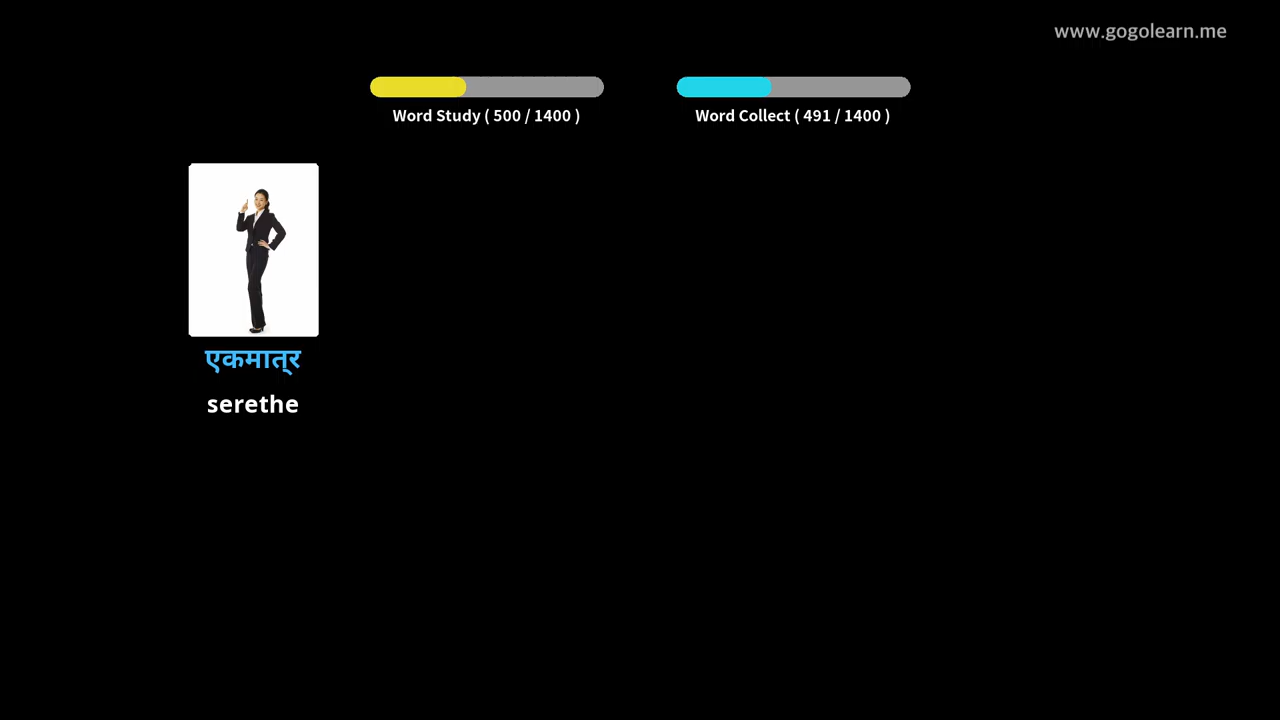 www.gogolearn.me
Word Study ( 500 / 1400 )
Word Collect ( 491 / 1400 )
एकमात्र
serethe